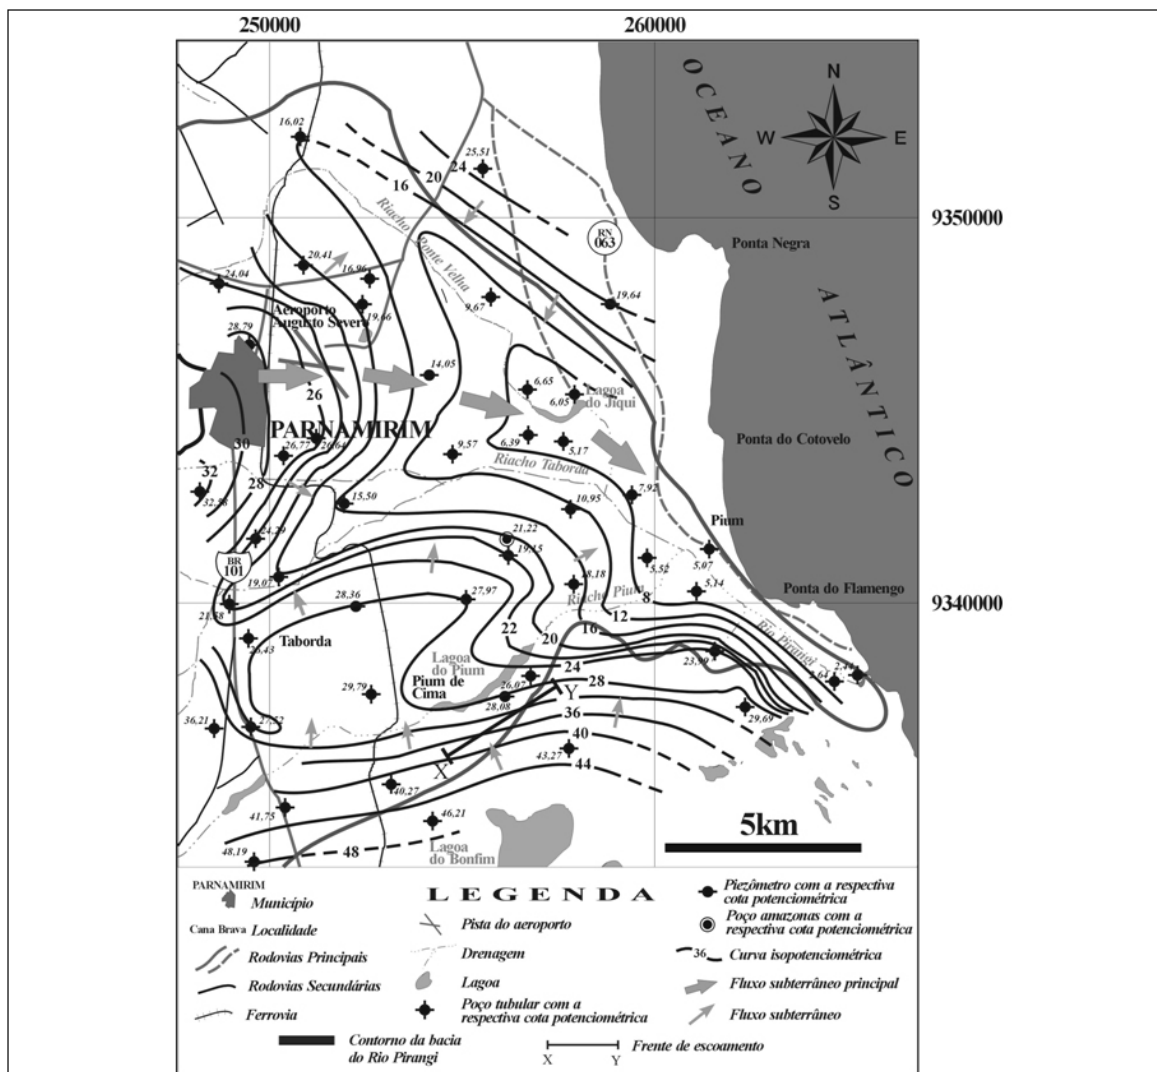 250000
260000
OCEANO
ATLÂNTICO
N
W
E
S
16,02
25,51
24
20
16
9350000
RN
063
Ponta Negra
Riacho
Ponte Velha
20,41
16,96
24,04
9,67
19,64
Aeroporto
Augusto Severo
19,66
28,79
14,05
6,65
6,05
Lagoa
do Jiqui
26
PARNAMIRIM
30
26,77
26,64
9,57
6,39
5,17
Ponta do Cotovelo
Riacho Taborda
32
28
32,58
15,50
7,92
10,95
21,22
24,29
19,15
Pium
BR
101
5,52
5,07
19,07
18,18
5,14
Ponta do Flamengo
Riacho Pium
8
28,36
27,97
9340000
21,58
12
22
16
20
Rio Pirangi
26,43
Taborda
Lagoa
do Pium
24
23,99
2,44
2,64
Pium de
Cima
26,07
28
Y
29,79
28,08
36
29,69
36,21
27,52
40
43,27
44
X
40,27
5km
41,75
46,21
48
48,19
Lagoa
do Bonfim
LEGENDA
PARNAMIRIM
Município
Cana Brava Localidade
Rodovias Principais
Rodovias Secundárias
Ferrovia
Pista do aeroporto
Drenagem
Lagoa
Poço tubular com a
respectiva cota potenciométrica
Piezômetro com a respectiva
cota potenciométrica
Poço amazonas com a
respectiva cota potenciométrica
36
Curva isopotenciométrica
Fluxo subterrâneo principal
Fluxo subterrâneo
Contorno da bacia
do Rio Pirangi
X
Y
Frente de escoamento